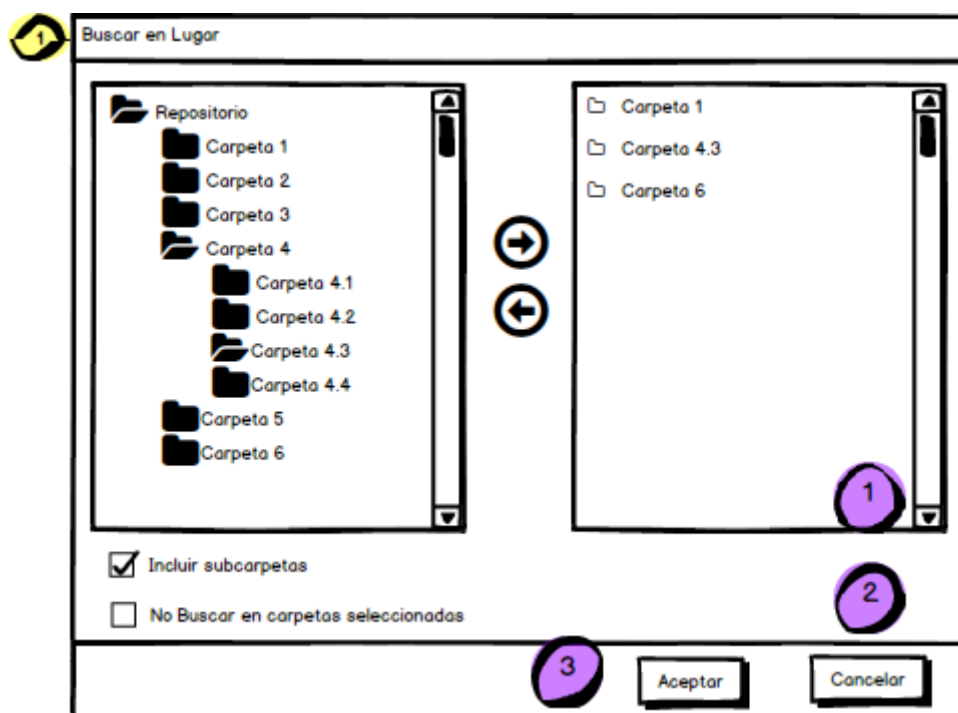 1
Buscar en Lugar
Repositorio
Carpeta 1
Carpeta 2
Carpeta 3
Carpeta 4
Carpeta 4.1
Carpeta 4.2
Carpeta 4.3
Carpeta 4.4
Carpeta 5
Carpeta 6
Carpeta 1
Carpeta 4.3
Carpeta 6
1
Incluir subcarpetas
2
No Buscar en carpetas seleccionadas
3
Aceptar
Cancelar